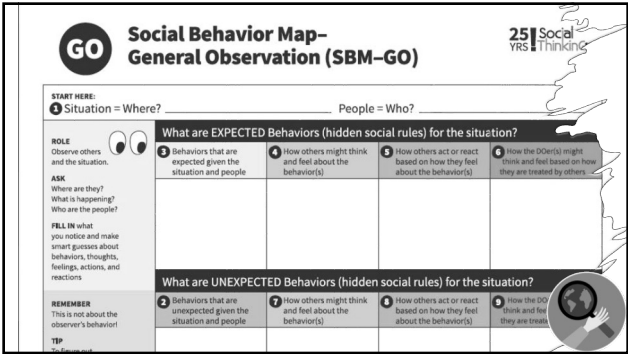 GO
Social Behavior Map–
General Observation (SBM–GO)
25 YRS! Social Thinking
START HERE:
1 Situation = Where? ____ People = Who? ____
ROLE
Observe others
and the situation.
ASK
Where are they?
What is happening?
Who are the people?
FILL IN what
you notice and make
smart guesses about
behaviors, thoughts,
feelings, actions, and
reactions
What are EXPECTED Behaviors (hidden social rules) for the situation?
3 Behaviors that are
expected given the
situation and people
4 How others might think
and feel about the
behavior(s)
5 How others act or react
based on how they feel
about the behavior(s)
6 How the DOer(s) might
think and feel based on how
they are treated by others
REMEMBER
This is not about the
observer's behavior!
TIP
What are UNEXPECTED Behaviors (hidden social rules) for the situation?
2 Behaviors that are
unexpected given the
situation and people
7 How others might think
and feel about the
behavior(s)
8 How others act or react
based on how they feel
about the behavior(s)
9 How the
think and
they are